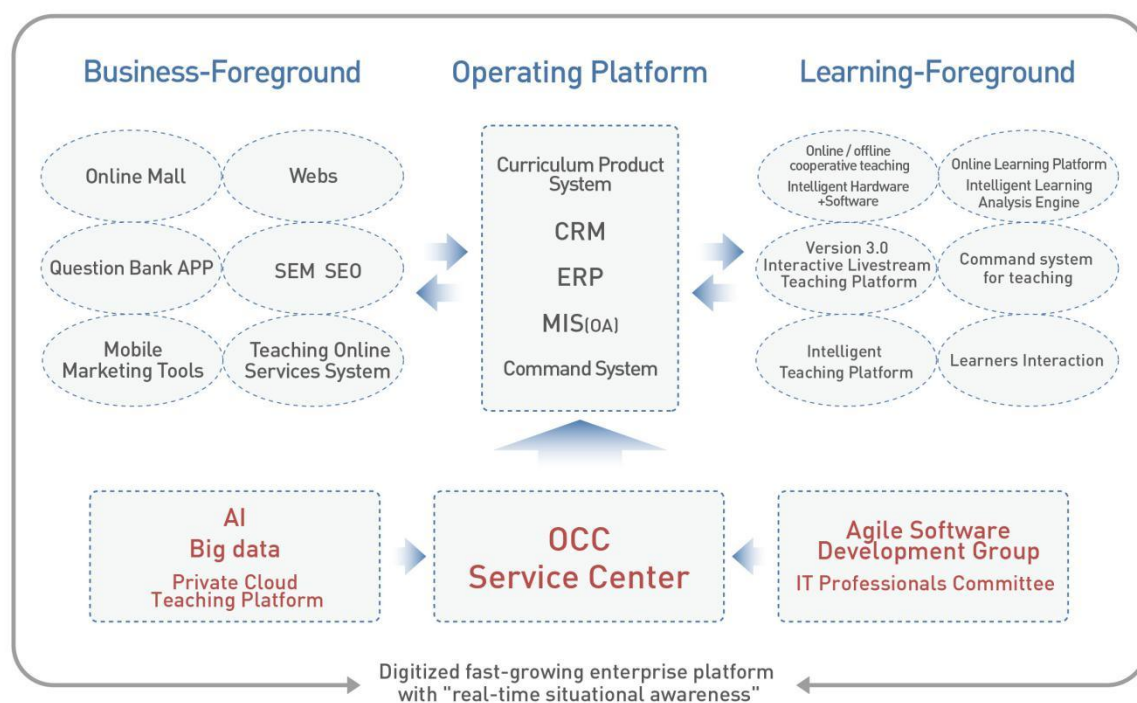 Business-Foreground
Online Mall
Webs
Question Bank APP
SEM SEO
Mobile
Marketing Tools
Teaching Online
Services System
Operating Platform
Curriculum Product
System
CRM
ERP
MIS(OA)
Command System
Learning-Foreground
Online / offline
cooperative teaching
Intelligent Hardware
+Software
Online Learning Platform
Intelligent Learning
Analysis Engine
Version 3.0
Interactive Livestream
Teaching Platform
Command system
for teaching
Intelligent
Teaching Platform
Learners Interaction
AI
Big data
Private Cloud
Teaching Platform
OCC
Service Center
Agile Software
Development Group
IT Professionals Committee
Digitized fast-growing enterprise platform
with "real-time situational awareness"